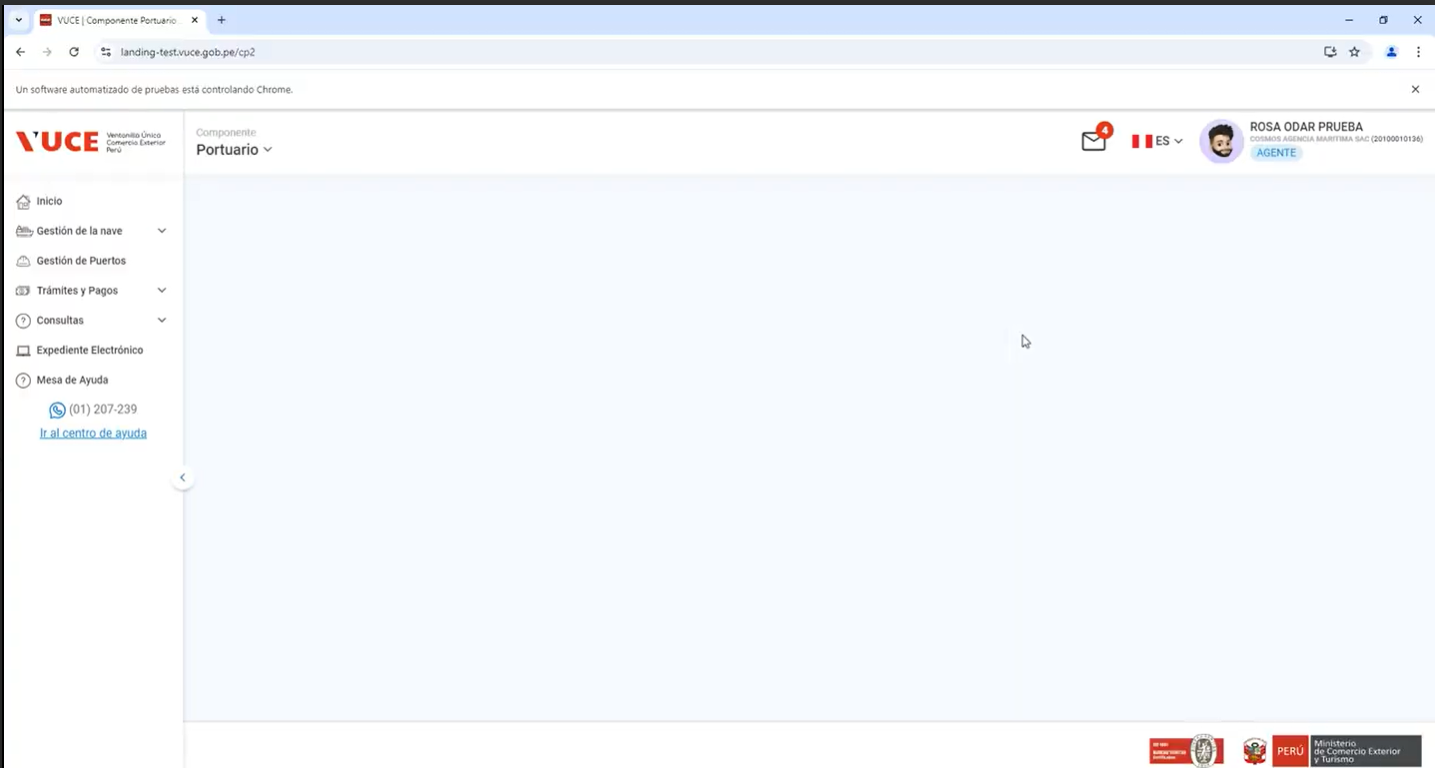 VUCE | Componente Portuario
landing-test.vuce.gob.pe/cp2
Un software automatizado de pruebas está controlando Chrome.
VUCE
Ventanilla Única
Comercio Exterior
Perú
Componente
Portuario
4
ES
ROSA ODAR PRUEBA
COSMOS AGENCIA MARITIMA SAC (20100010136)
AGENTE
Inicio
Gestión de la nave
Gestión de Puertos
Trámites y Pagos
Consultas
Expediente Electrónico
Mesa de Ayuda
(01) 207-239
Ir al centro de ayuda
PERÚ
Ministerio
de Comercio Exterior
y Turismo